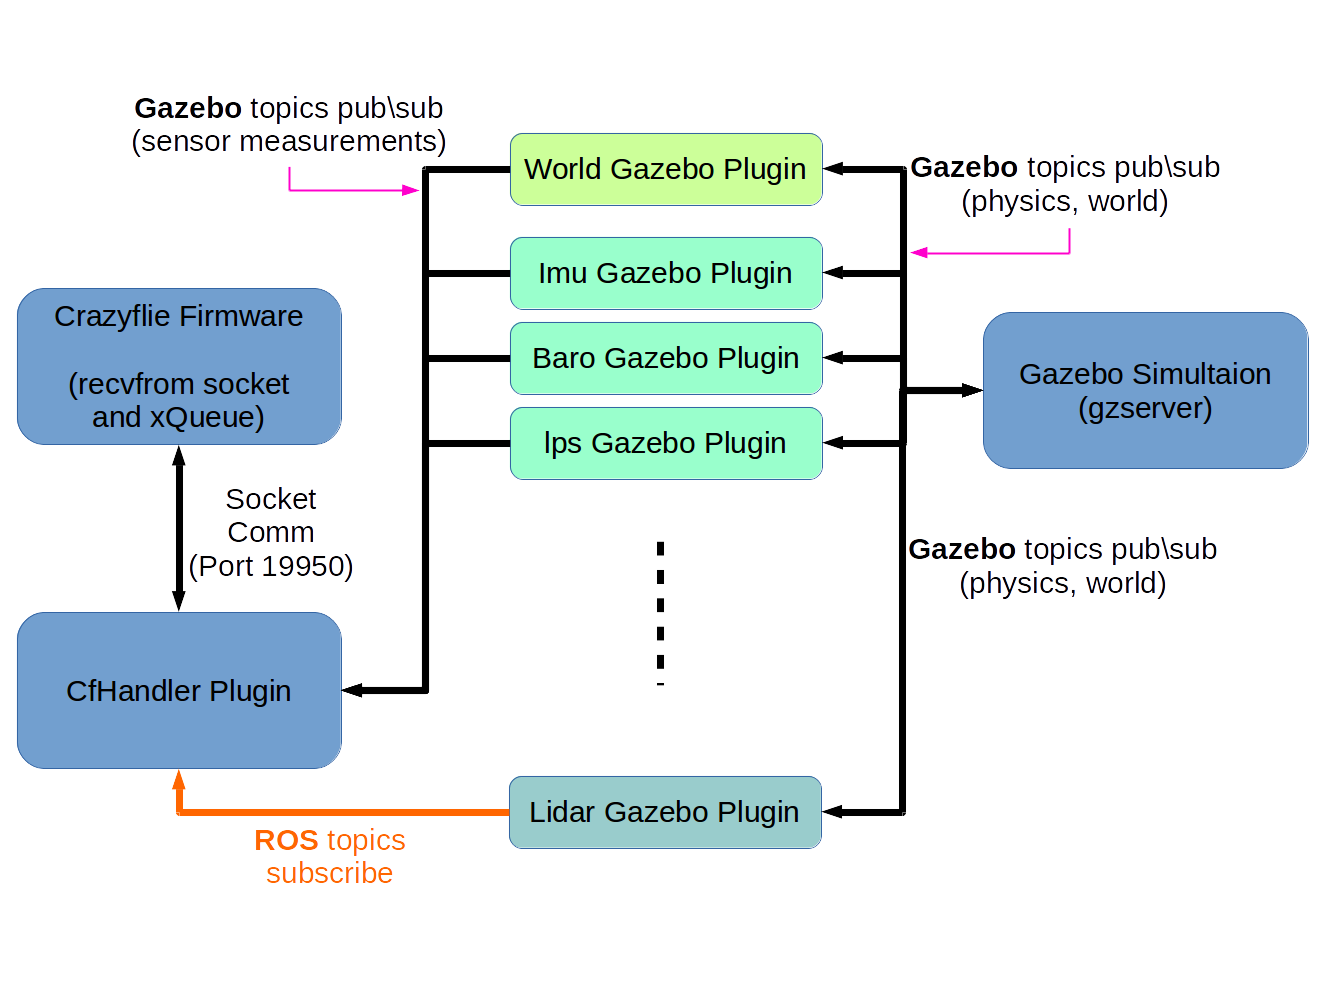 Gazebo topics pub\sub
(sensor measurements)
World Gazebo Plugin
Gazebo topics pub\sub
(physics, world)
Imu Gazebo Plugin
Crazyflie Firmware
(recvfrom socket
and xQueue)
Baro Gazebo Plugin
Gazebo Simultaion
(gzserver)
lps Gazebo Plugin
Socket
Comm
(Port 19950)
Gazebo topics pub\sub
(physics, world)
CfHandler Plugin
Lidar Gazebo Plugin
ROS topics
subscribe